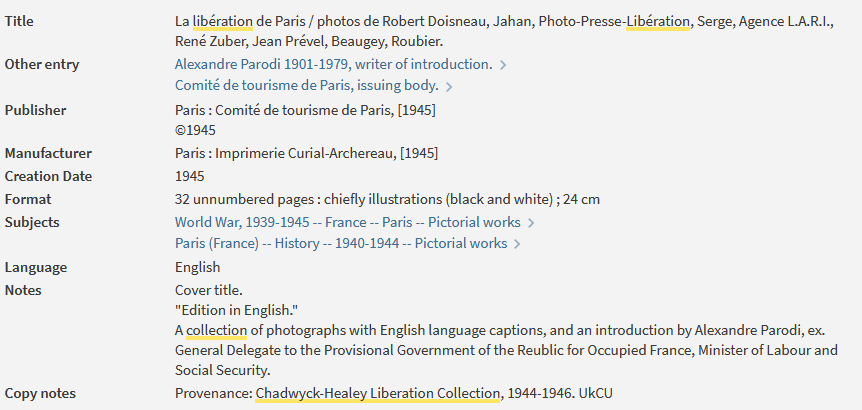 Title La libération de Paris / photos de Robert Doisneau, Jahan, Photo-Presse-Libération, Serge, Agence L.A.R.I.,
René Zuber, Jean Prével, Beaugey, Roubier.
Other entry Alexandre Parodi 1901-1979, writer of introduction. >
Comité de tourisme de Paris, issuing body. >
Publisher Paris : Comité de tourisme de Paris, [1945]
©1945
Manufacturer Paris : Imprimerie Curial-Archereau, [1945]
Creation Date 1945
Format 32 unnumbered pages : chiefly illustrations (black and white) ; 24 cm
Subjects World War, 1939-1945 -- France -- Paris -- Pictorial works >
Paris (France) -- History -- 1940-1944 -- Pictorial works >
Language English
Notes Cover title.
"Edition in English."
A collection of photographs with English language captions, and an introduction by Alexandre Parodi, ex.
General Delegate to the Provisional Government of the Reublic for Occupied France, Minister of Labour and
Social Security.
Copy notes Provenance: Chadwyck-Healey Liberation Collection, 1944-1946. UkCU